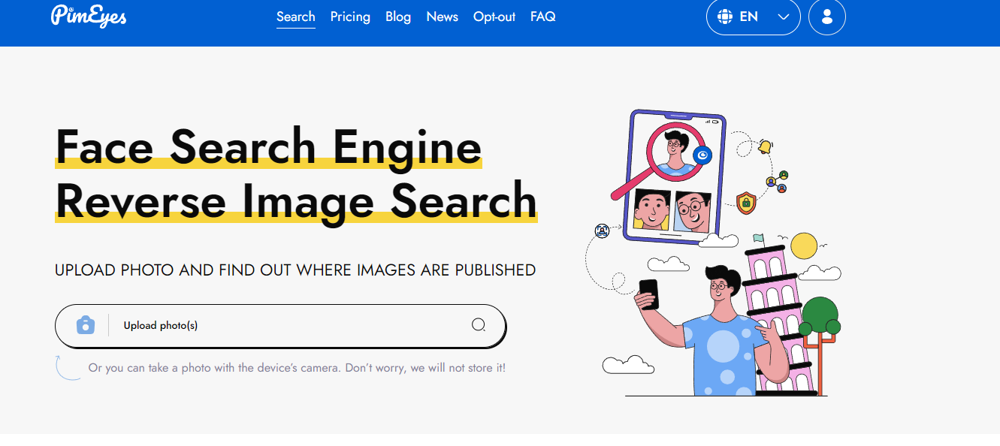 PimEyes
Search Pricing Blog News Opt-out FAQ
EN
Face Search Engine
Reverse Image Search
UPLOAD PHOTO AND FIND OUT WHERE IMAGES ARE PUBLISHED
Upload photo(s)
Or you can take a photo with the device's camera. Don't worry, we will not store it!